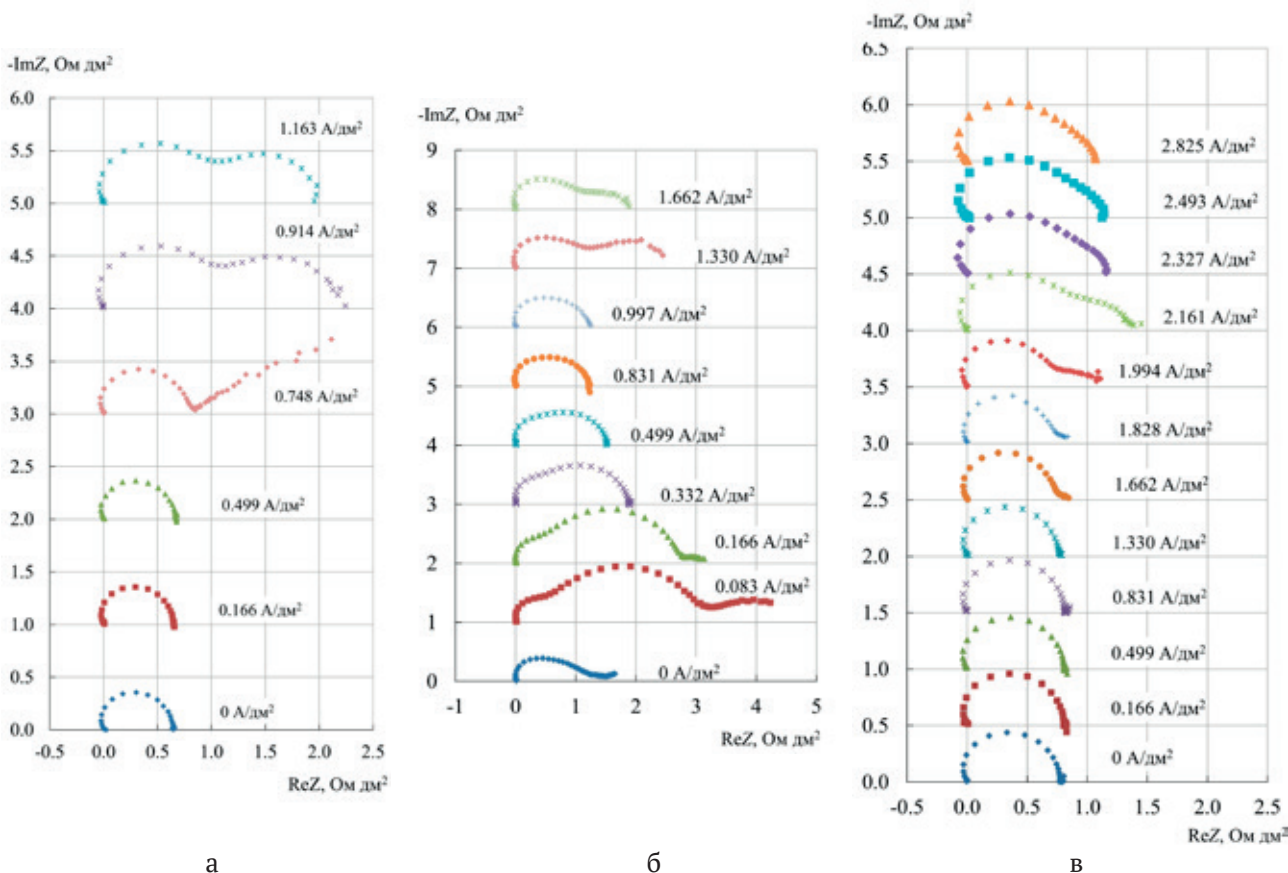 -ImZ, Ом дм²
6.0
5.5
5.0
4.5
4.0
3.5
3.0
2.5
2.0
1.5
1.0
0.5
0.0
1.163 А/дм²
0.914 А/дм²
0.748 А/дм²
0.499 А/дм²
0.166 А/дм²
0 А/дм²
-0.5 0.0 0.5 1.0 1.5 2.0 2.5
ReZ, Ом дм²
а
-ImZ, Ом дм²
9
8
7
6
5
4
3
2
1
0
1.662 А/дм²
1.330 А/дм²
0.997 А/дм²
0.831 А/дм²
0.499 А/дм²
0.332 А/дм²
0.166 А/дм²
0.083 А/дм²
0 А/дм²
-1 0 1 2 3 4 5
ReZ, Ом дм²
б
-ImZ, Ом дм²
6.5
6.0
5.5
5.0
4.5
4.0
3.5
3.0
2.5
2.0
1.5
1.0
0.5
0.0
2.825 А/дм²
2.493 А/дм²
2.327 А/дм²
2.161 А/дм²
1.994 А/дм²
1.828 А/дм²
1.662 А/дм²
1.330 А/дм²
0.831 А/дм²
0.499 А/дм²
0.166 А/дм²
0 А/дм²
-0.5 0.0 0.5 1.0 1.5 2.0 2.5
ReZ, Ом дм²
в